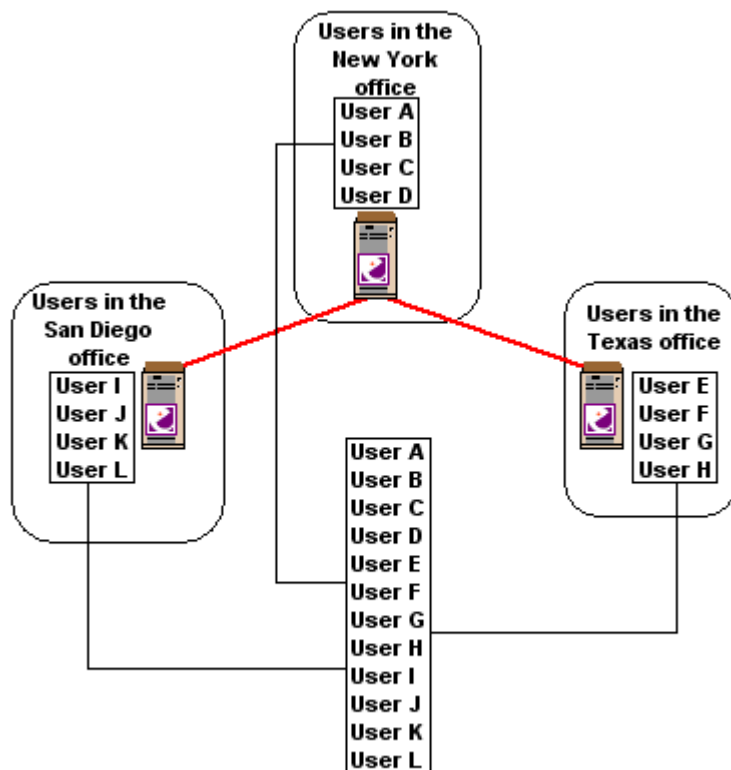 Users in the
New York
office
User A
User B
User C
User D
Users in the
San Diego
office
User I
User J
User K
User L
Users in the
Texas office
User E
User F
User G
User H
User A
User B
User C
User D
User E
User F
User G
User H
User I
User J
User K
User L